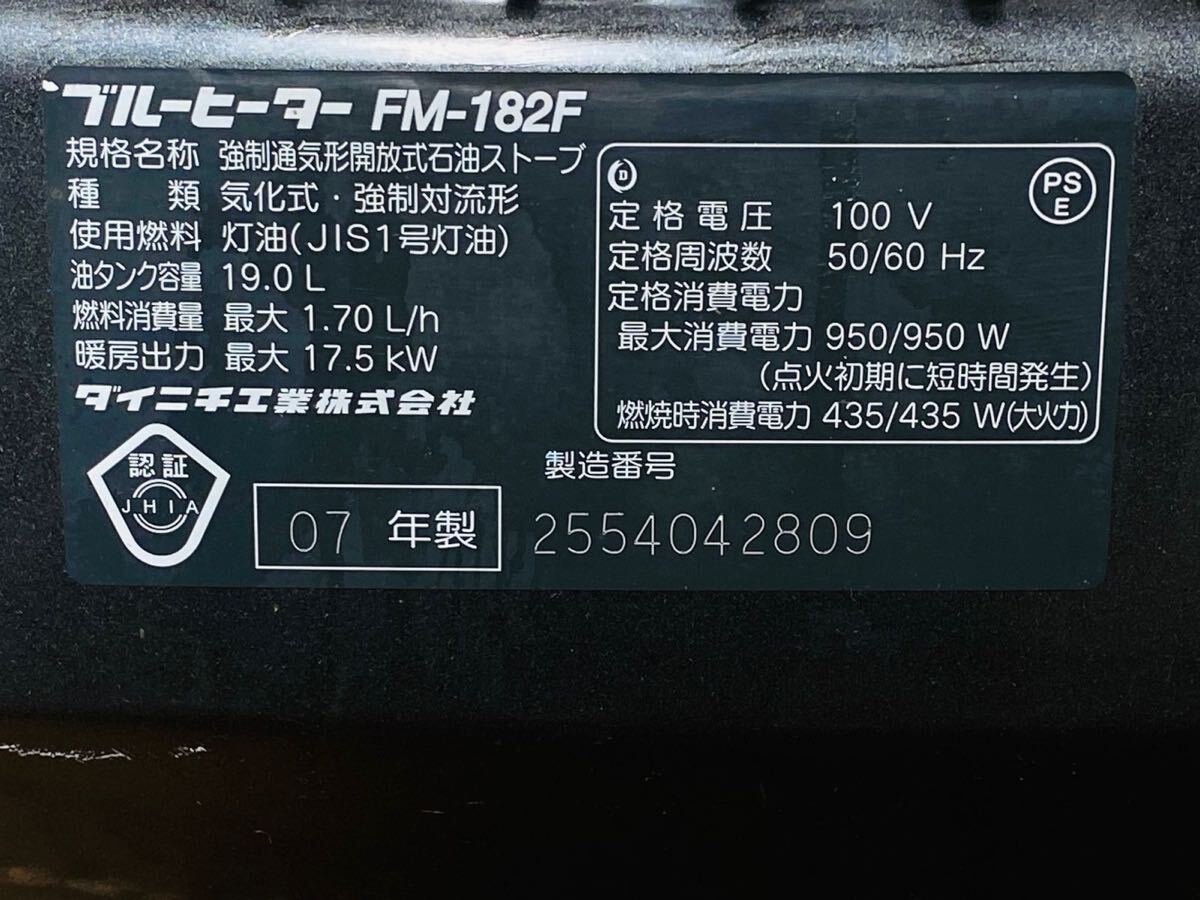 ブルーヒーター FM-182F
規格名称 強制通気形開放式石油ストーブ
種類 気化式・強制対流形
使用燃料 灯油(JIS1号灯油)
油タンク容量 19.0 L
燃料消費量 最大 1.70 L/h
暖房出力 最大 17.5 kW
ダイニチ工業株式会社
D
PS
E
定格電圧 100 V
定格周波数 50/60 Hz
定格消費電力
最大消費電力 950/950 W
(点火初期に短時間発生)
燃焼時消費電力 435/435 W(大火力)
認証
JHIA
製造番号
07 年製 2554042809